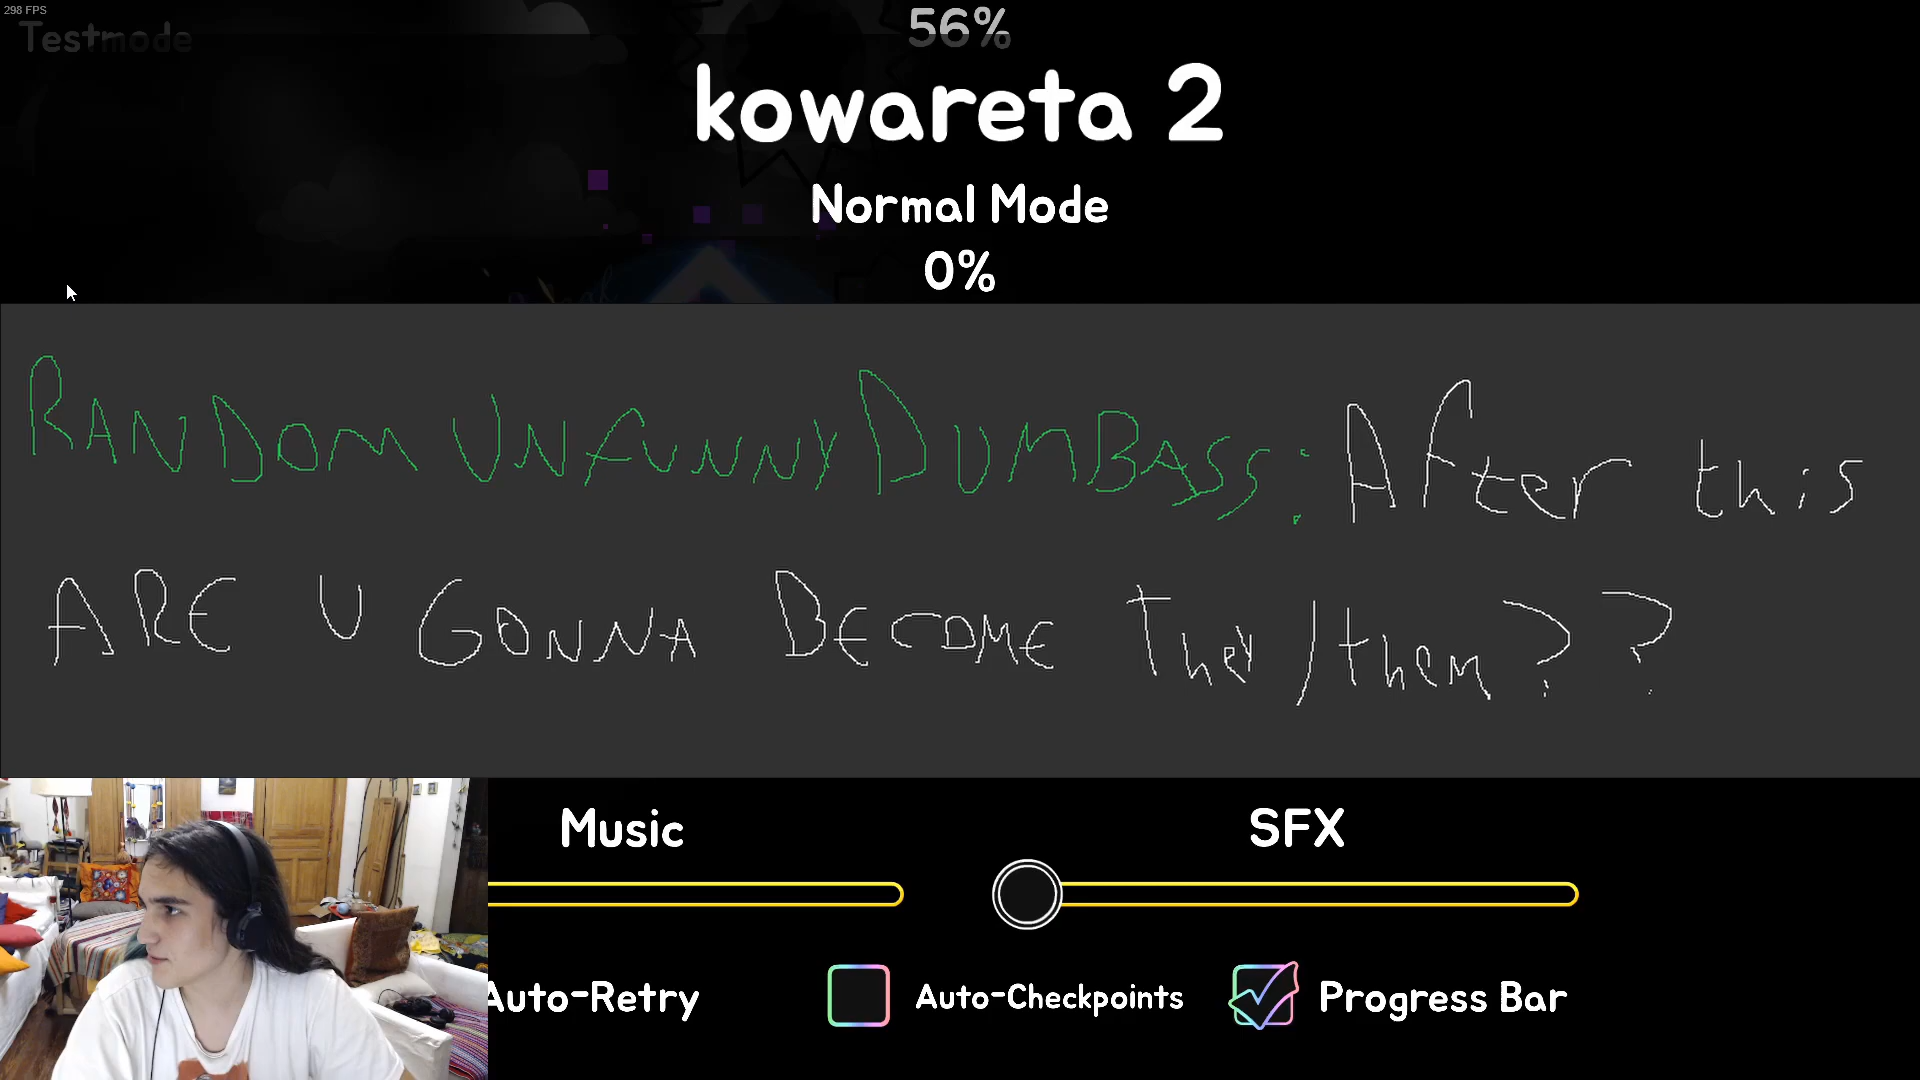 298 FPS
Testmode
56%
kowareta 2
Normal Mode
0%
RANDOM UNFUNNY DUMBASS: After this
ARE U GONNA BECOME They/them??
Music
SFX
Auto-Retry
Auto-Checkpoints
Progress Bar